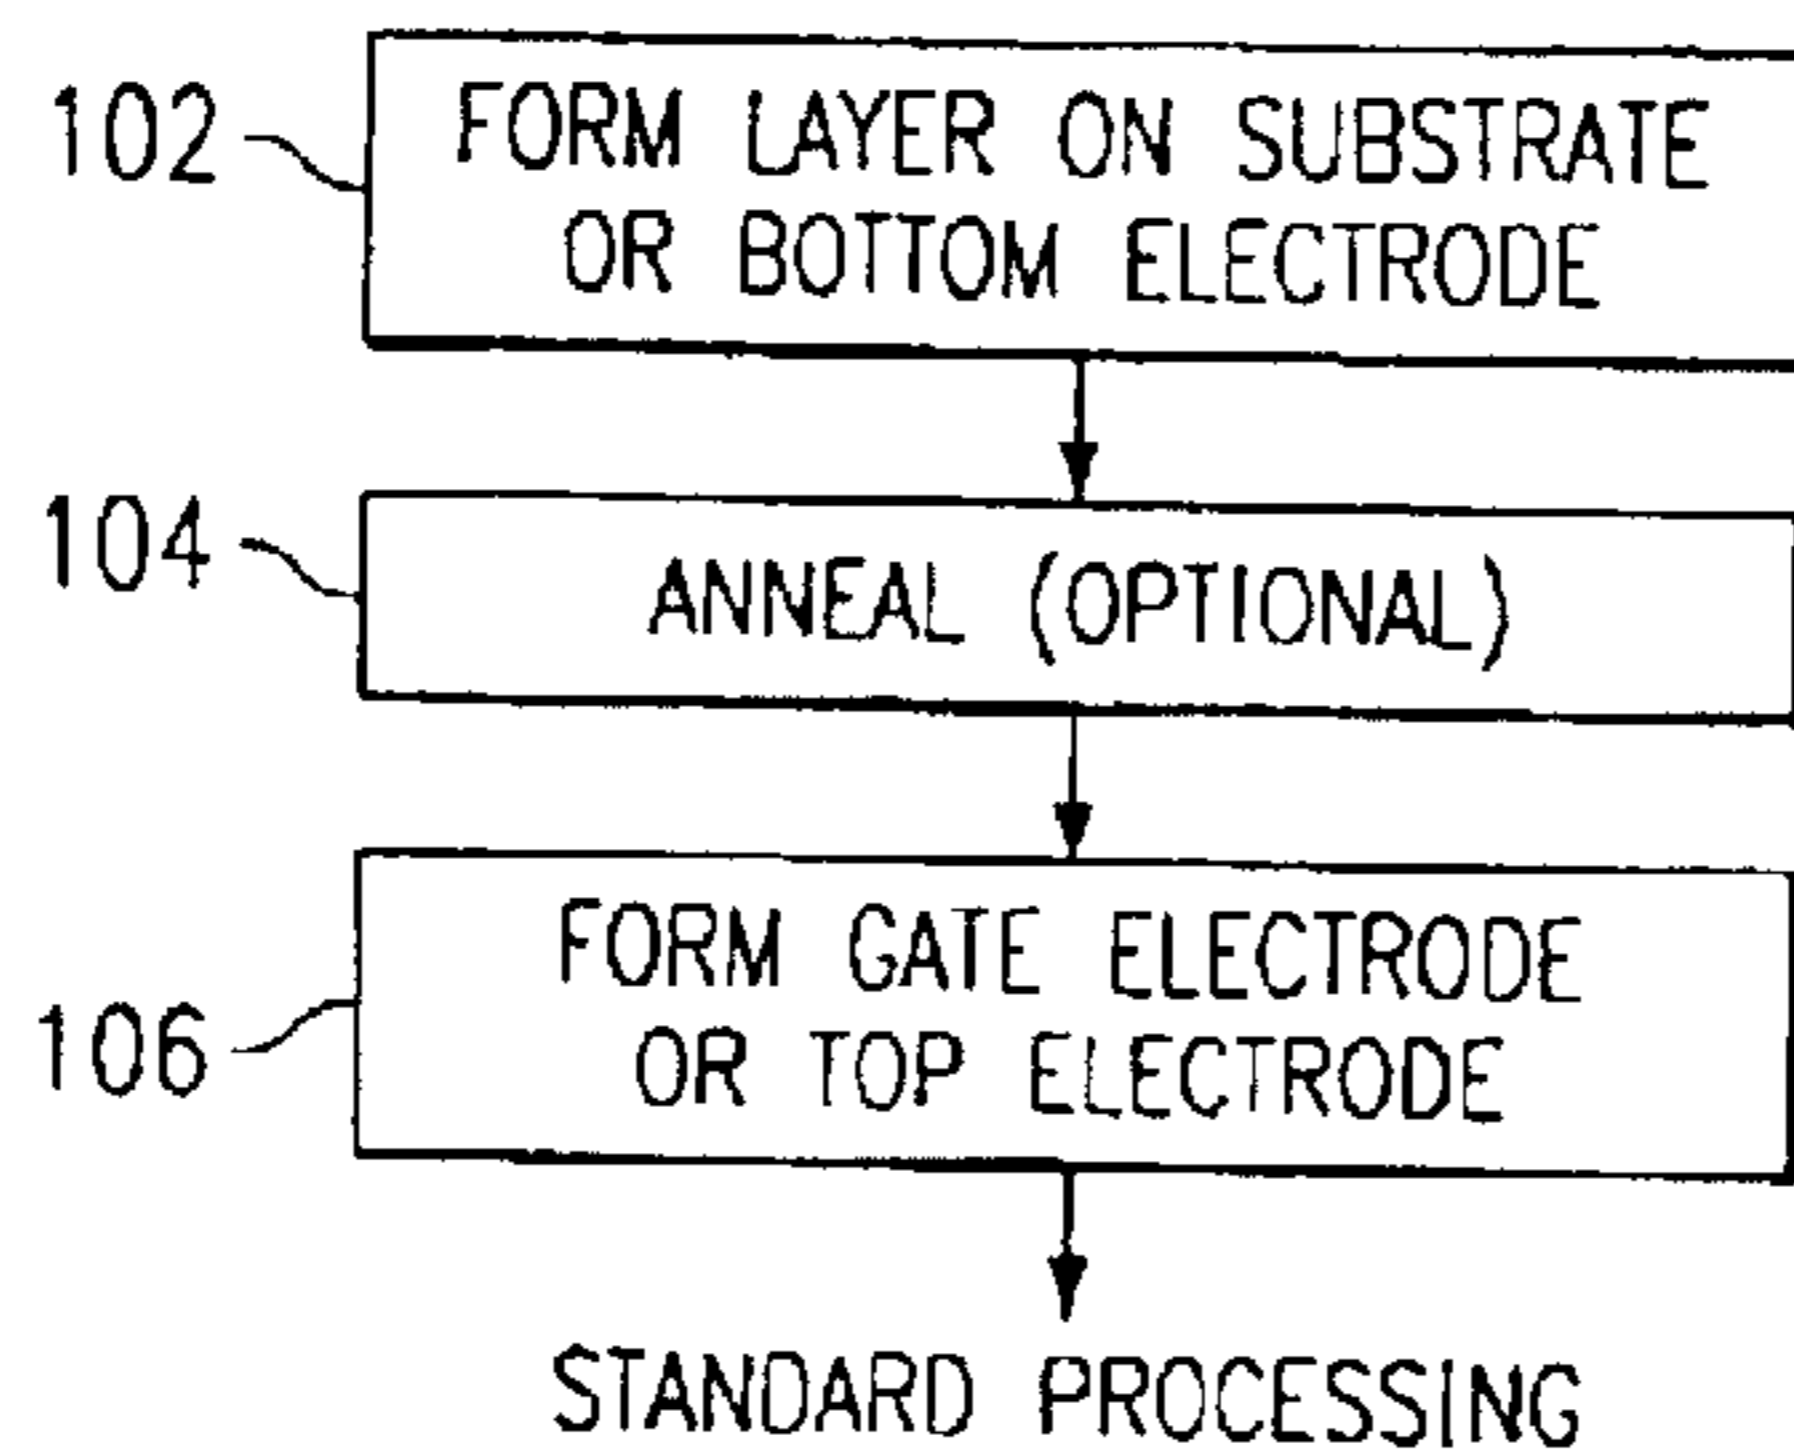 102
FORM LAYER ON SUBSTRATE
OR BOTTOM ELECTRODE
104
ANNEAL (OPTIONAL)
106
FORM GATE ELECTRODE
OR TOP ELECTRODE
STANDARD PROCESSING